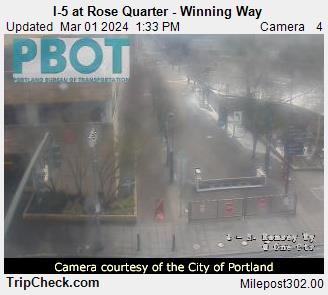 I-5 at Rose Quarter - Winning Way
Updated Mar 01 2024 1:33 PM Camera 4
PBOT
PORTLAND BUREAU OF TRANSPORTATION
Camera courtesy of the City of Portland
TripCheck.com Milepost302.00